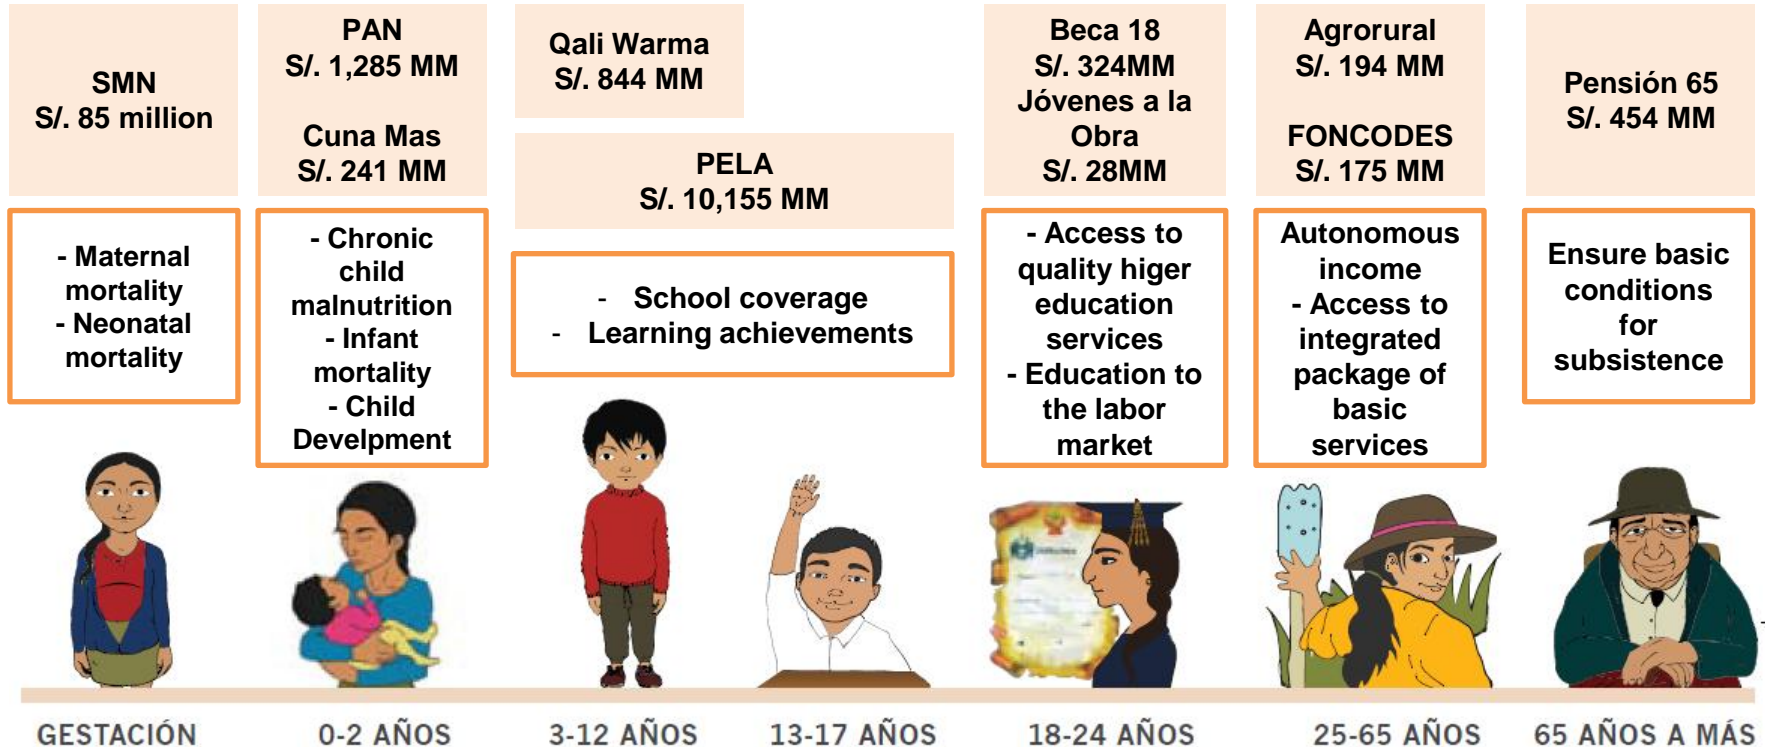 SMN
S/. 85 million
PAN
S/. 1,285 MM
Cuna Mas
S/. 241 MM
Qali Warma
S/. 844 MM
PELA
S/. 10,155 MM
Beca 18
S/. 324MM
Jóvenes a la
Obra
S/. 28MM
Agrorural
S/. 194 MM
FONCODES
S/. 175 MM
Pensión 65
S/. 454 MM
- Maternal
mortality
- Neonatal
mortality
- Chronic
child
malnutrition
- Infant
mortality
- Child
Develpment
- School coverage
- Learning achievements
- Access to
quality higer
education
services
- Education to
the labor
market
Autonomous
income
- Access to
integrated
package of
basic
services
Ensure basic
conditions
for
subsistence
GESTACIÓN
0-2 AÑOS
3-12 AÑOS
13-17 AÑOS
18-24 AÑOS
25-65 AÑOS
65 AÑOS A MÁS